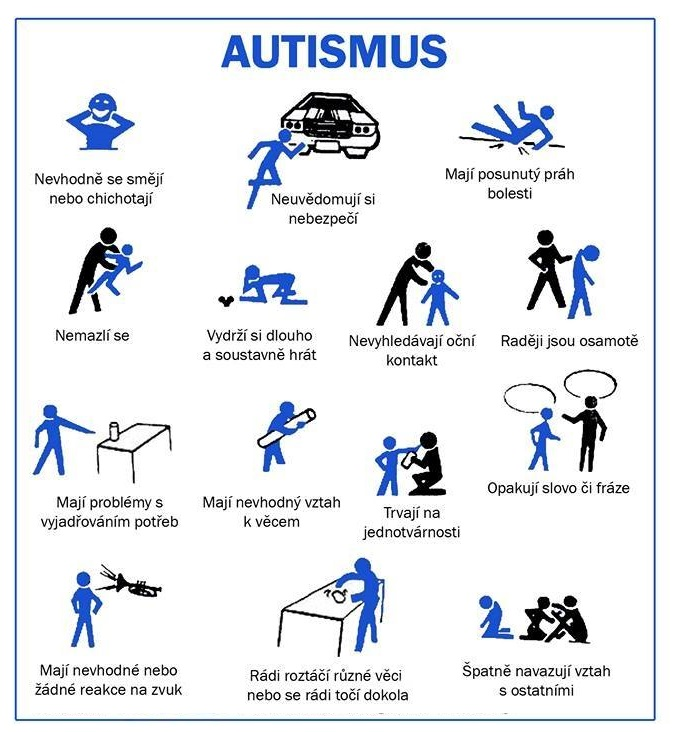 AUTISMUS
Nevhodně se smějí
nebo chichotají
Neuvědomují si
nebezpečí
Mají posunutý práh
bolesti
Nemazlí se
Vydrží si dlouho
a soustavně hrát
Nevyhledávají oční
kontakt
Raději jsou osamotě
Mají problémy s
vyjadřováním potřeb
Mají nevhodný vztah
k věcem
Trvají na
jednotvárnosti
Opakují slovo či fráze
Mají nevhodné nebo
žádné reakce na zvuk
Rádi roztáčí různé věci
nebo se rádi točí dokola
Špatně navazují vztah
s ostatními